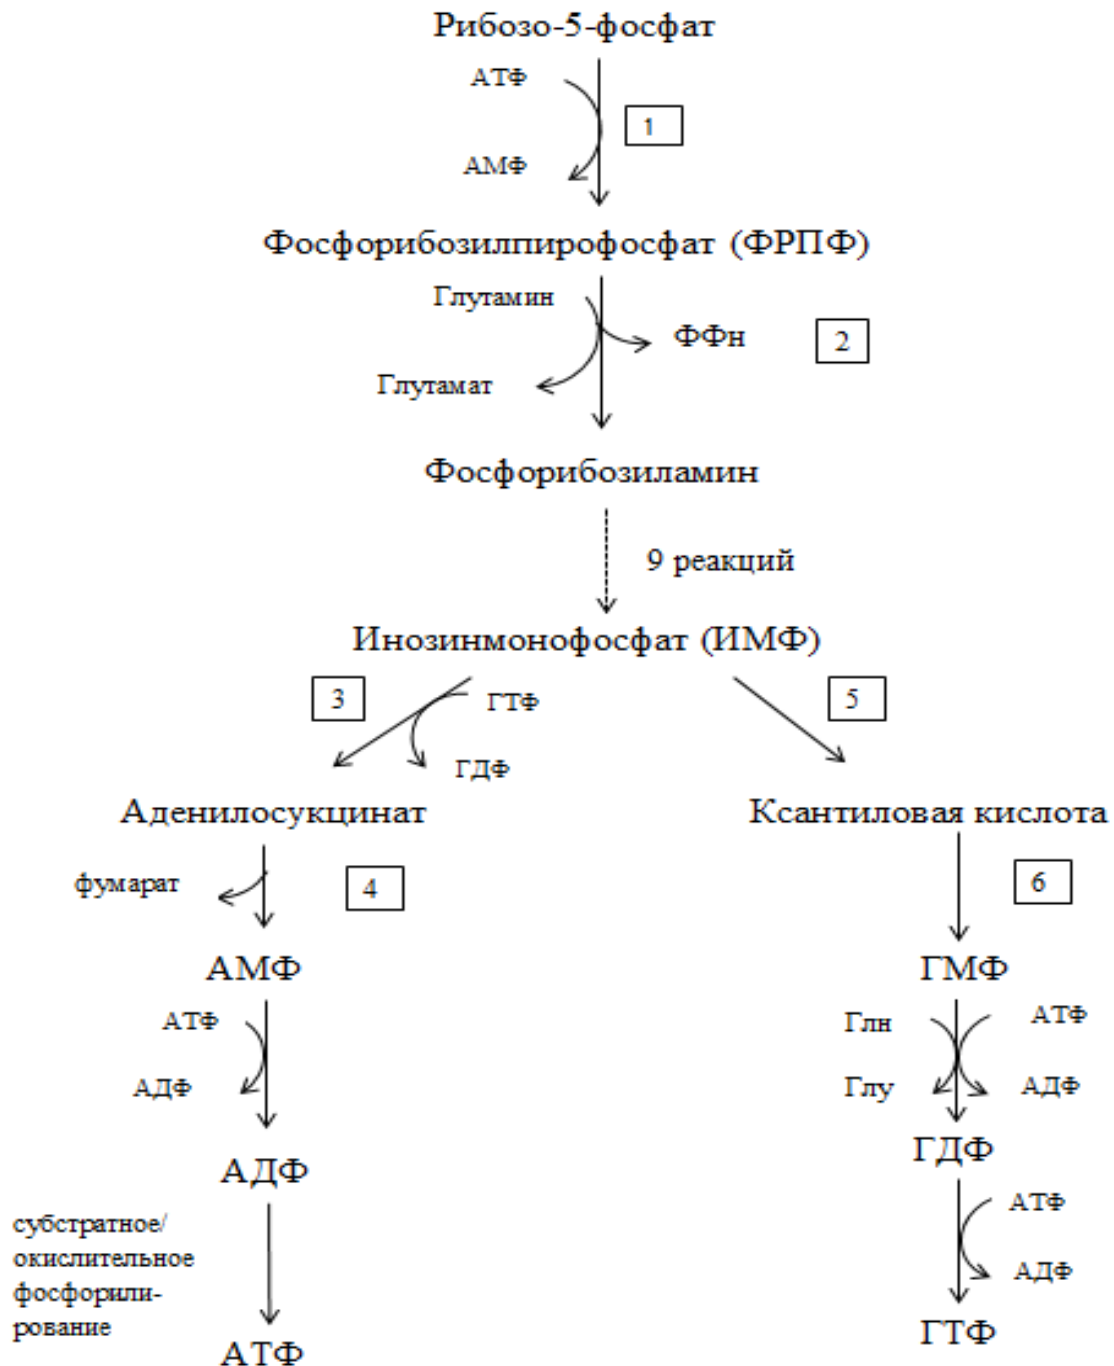 Рибозо-5-фосфат
АТФ
1
АМФ
Фосфорибозилпирофосфат (ФРПФ)
Глутамин
ФФн
2
Глутамат
Фосфорибозиламин
9 реакций
Инозинмонофосфат (ИМФ)
3
ГТФ
5
ГДФ
Аденилосукцинат
Ксантиловая кислота
фумарат
4
6
АМФ
ГМФ
АТФ
Глн
АТФ
АДФ
Глу
АДФ
АДФ
ГДФ
субстратное/
окислительное
фосфорили-
рование
АТФ
АДФ
АТФ
ГТФ